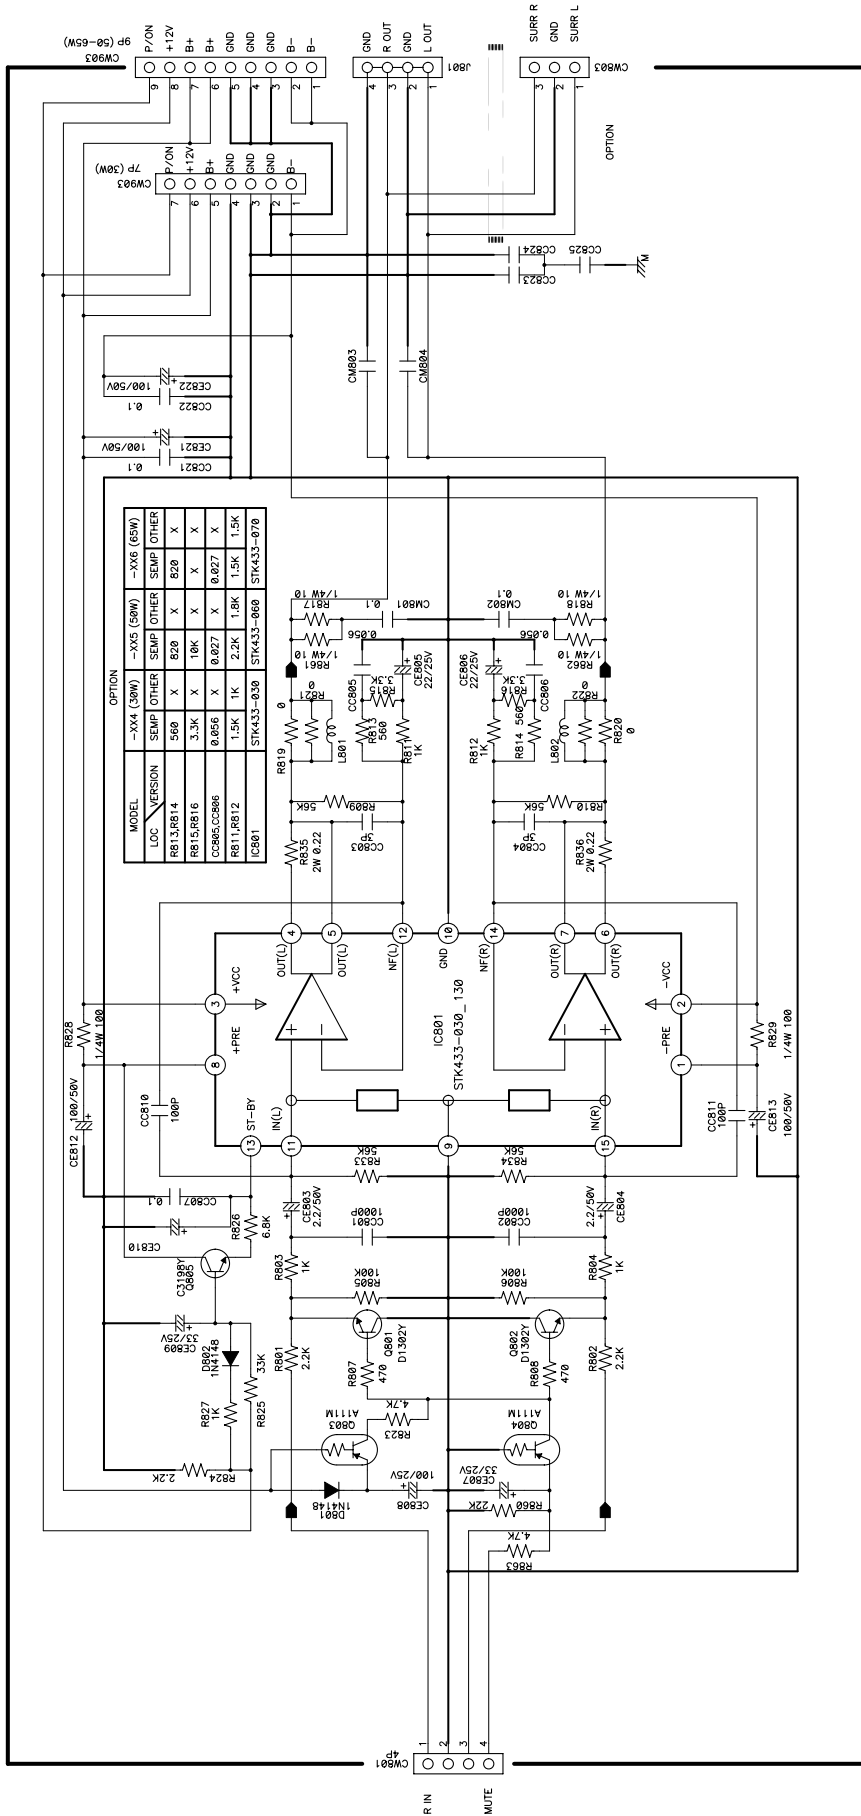 CW903
9P (50-65W)
P/ON
+12V
B+
B+
GND
GND
GND
B-
B-
9
8
7
6
5
4
3
2
1
GND
R OUT
GND
L OUT
J801
4
3
2
1
SURR R
GND
SURR L
CW803
3
2
1
OPTION
CW903
7P (30W)
P/ON
+12V
B+
GND
GND
GND
B-
7
6
5
4
3
2
1
CC824
CC823
CC825
M
CM803
CM804
100/50V
CE822
0.1
CC822
100/50V
CE821
0.1
CC821
OPTION
MODEL -XX4 (30W) -XX5 (50W) -XX6 (65W)
LOC VERSION SEMP OTHER SEMP OTHER SEMP OTHER
R813,R814 560 X 820 X 820 X
R815,R816 3.3K X 10K X X X
CC805,CC806 0.056 X 0.027 X 0.027 X
R811,R812 1.5K 1K 2.2K 1.8K 1.5K 1.5K
IC801 STK433-030 STK433-060 STK433-070
R817
1/4W 10
R861
1/4W 10
0.1
CM801
0.1
CM802
R818
1/4W 10
R862
1/4W 10
0.056
CC805
CE805
22/25V
CE806
22/25V
0.056
CC806
R815
3.3K
R816
3.3K
R819
0
R821
0
L801
R813
560
R811
1K
R812
1K
R814 560
L802
R822
0
R820
0
56K
R809
56K
R810
R835
2W 0.22
CC803
3P
CC804
3P
R836
2W 0.22
4
5
12
10
14
7
6
OUT(L)
OUT(L)
NF(L)
GND
NF(R)
OUT(R)
OUT(R)
R828
1/4W 100
3
+VCC
8
+PRE
IC801
STK433-030_130
-VCC
2
-PRE
1
R829
1/4W 100
CE812
100/50V
CC810
100P
ST-BY
13
IN(L)
11
9
IN(R)
15
CC811
100P
CE813
100/50V
0.1
CC807
CE810
R826
6.8K
56K
R833
56K
R834
CE803
2.2/50V
CC801
1000P
CC802
1000P
2.2/50V
CE804
C3198Y
Q805
R803
1K
R805
100K
R806
100K
R804
1K
CE809
33/25V
D802
1N4148
33K
R825
R827
1K
R801
2.2K
Q801
D1302Y
R807
470
Q802
D1302Y
R808
470
R802
2.2K
2.2K
R824
Q803
A111M
4.7K
R823
Q804
A111M
D801
1N4148
100/25V
CE808
33/25V
CE807
22K
R860
4.7K
R863
CW801
4P
1
2
3
4
R IN
MUTE